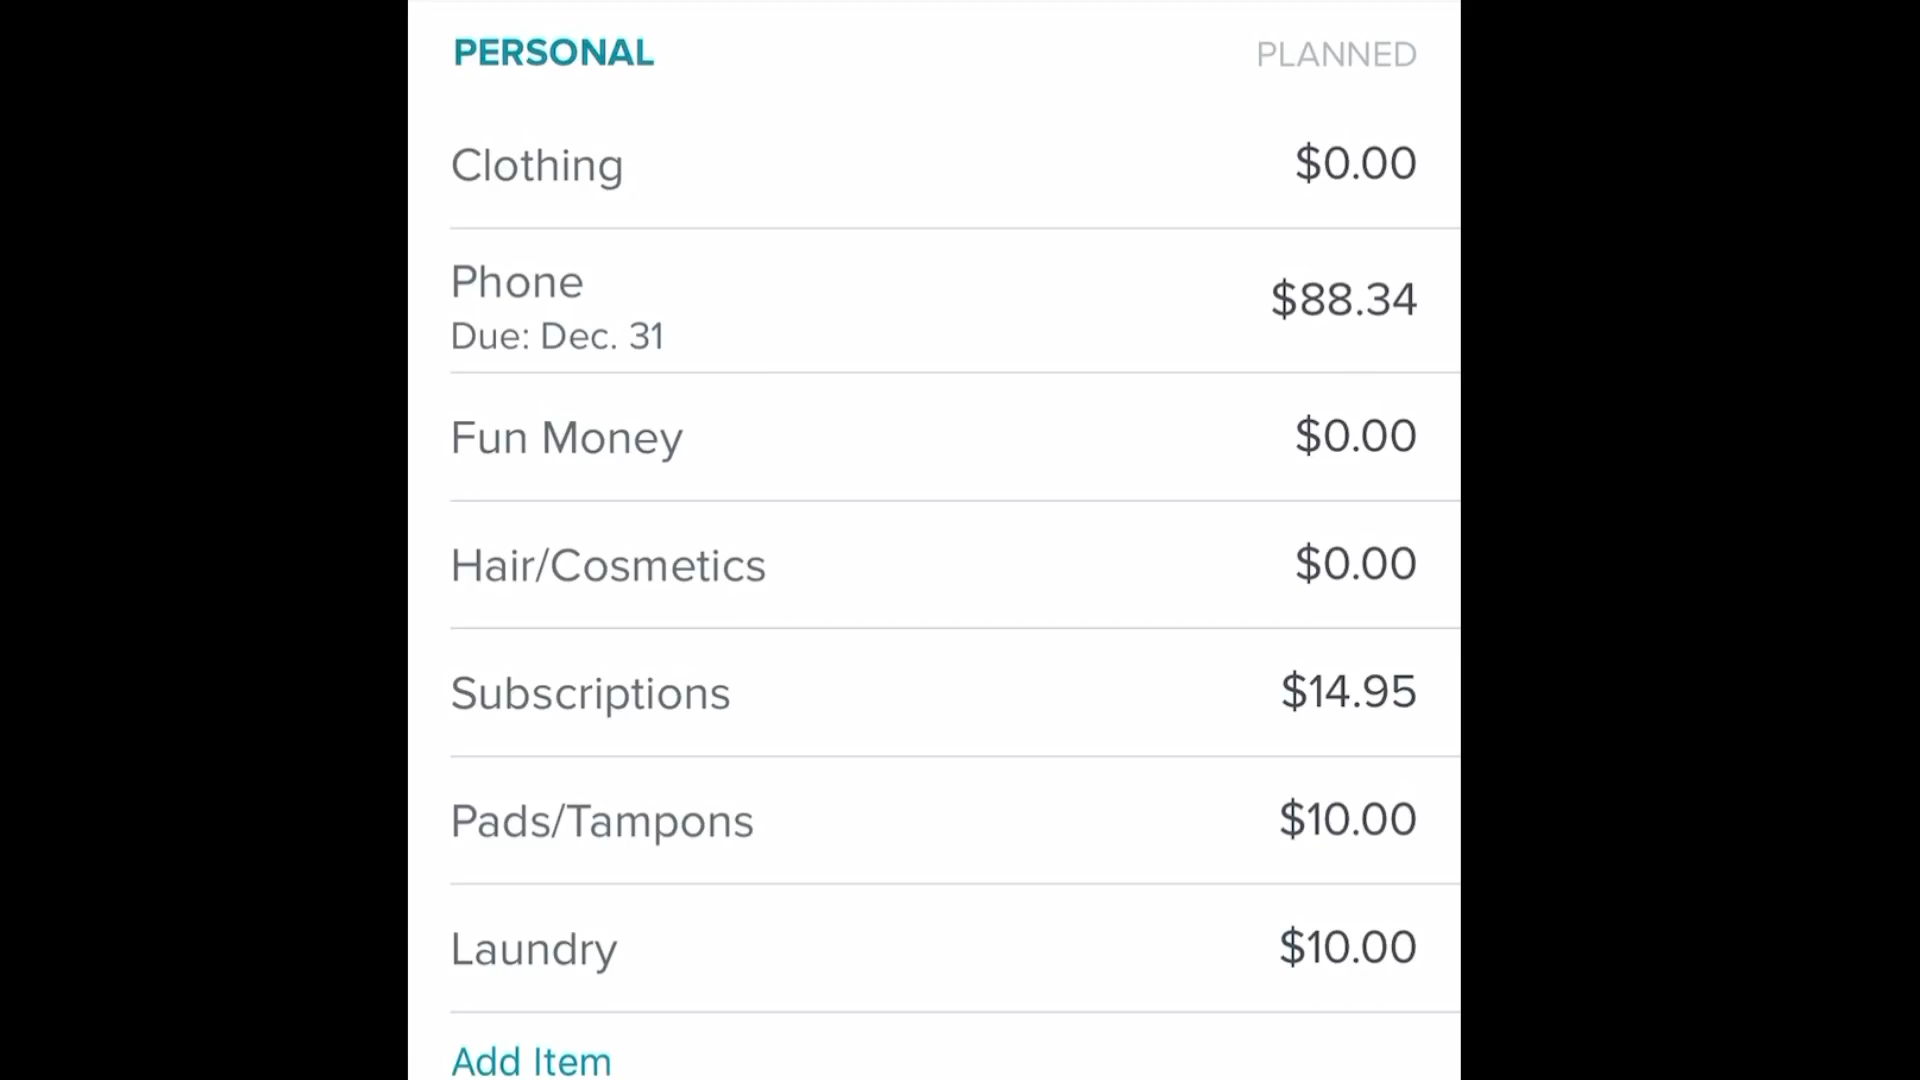 PERSONAL PLANNED
Clothing $0.00
Phone $88.34
Due: Dec. 31
Fun Money $0.00
Hair/Cosmetics $0.00
Subscriptions $14.95
Pads/Tampons $10.00
Laundry $10.00
Add Item